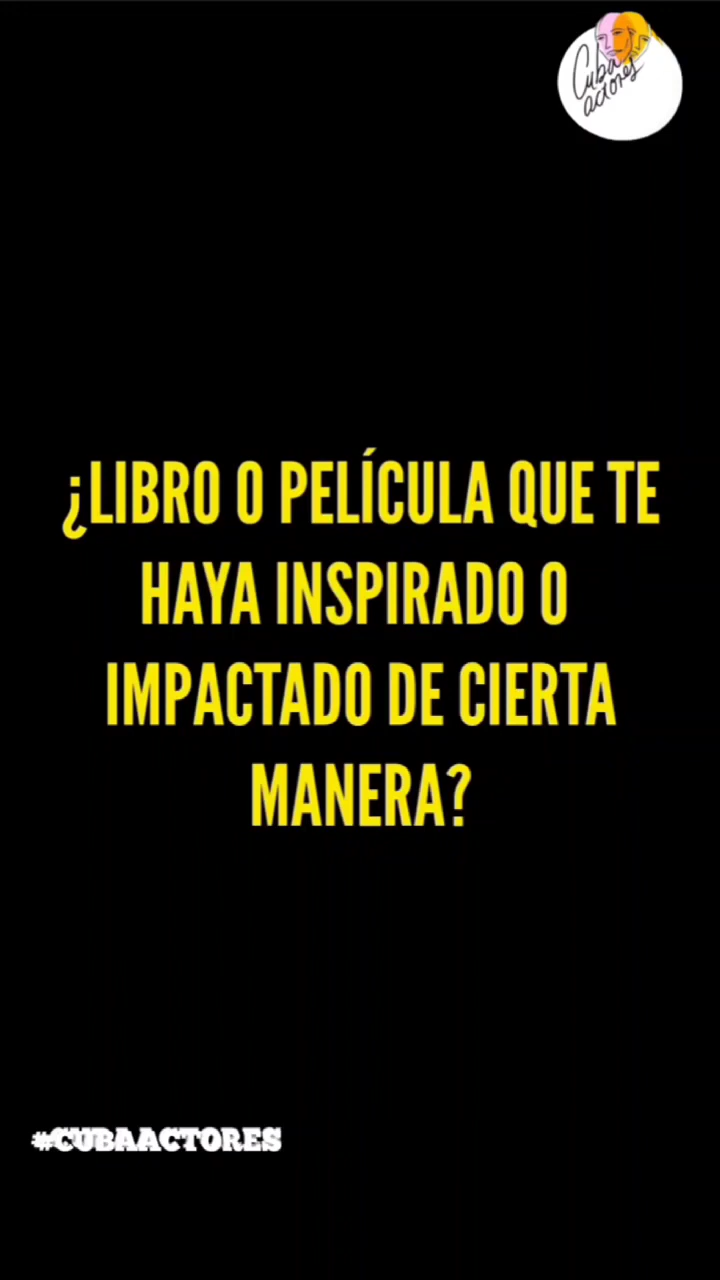 Cuba
actores
¿LIBRO O PELÍCULA QUE TE
HAYA INSPIRADO O
IMPACTADO DE CIERTA
MANERA?
#CUBAACTORES